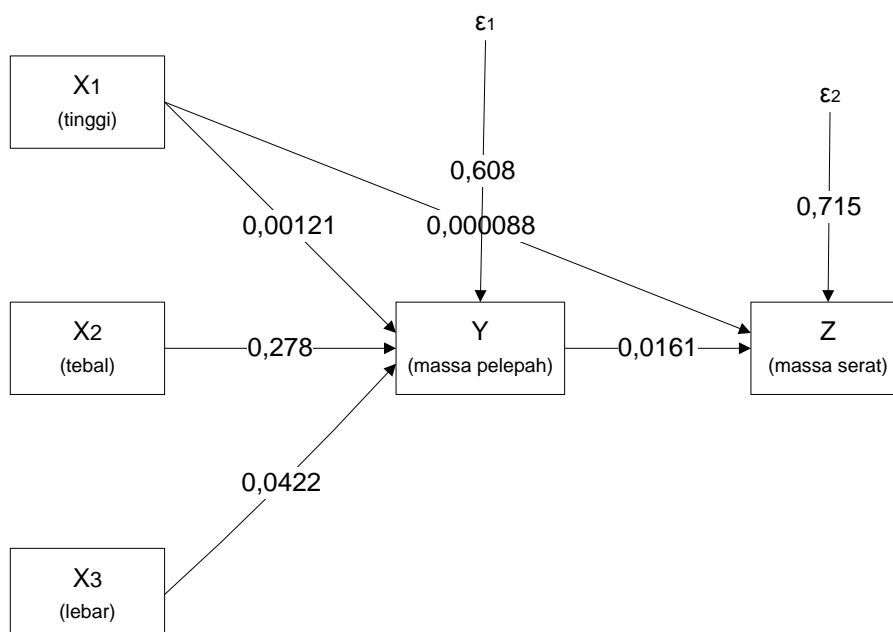 ε1
X1
(tinggi)
ε2
0,608
0,715
0,00121
0,000088
X2
(tebal)
0,278
Y
(massa pelepah)
0,0161
Z
(massa serat)
0,0422
X3
(lebar)